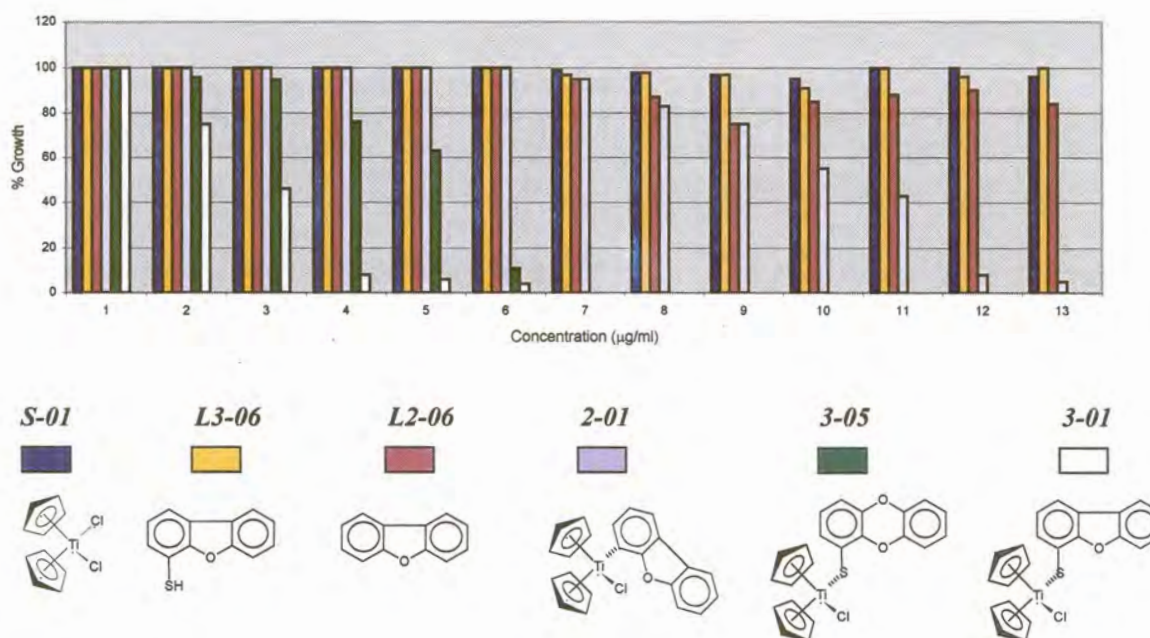 120
100
80
60
40
20
0
% Growth
1 2 3 4 5 6 7 8 9 10 11 12 13
Concentration (µg/ml)
S-01 L3-06 L2-06 2-01 3-05 3-01
Cl Ti Cl
O SH
O
Ti Cl O
O O S Ti Cl
O S Ti Cl